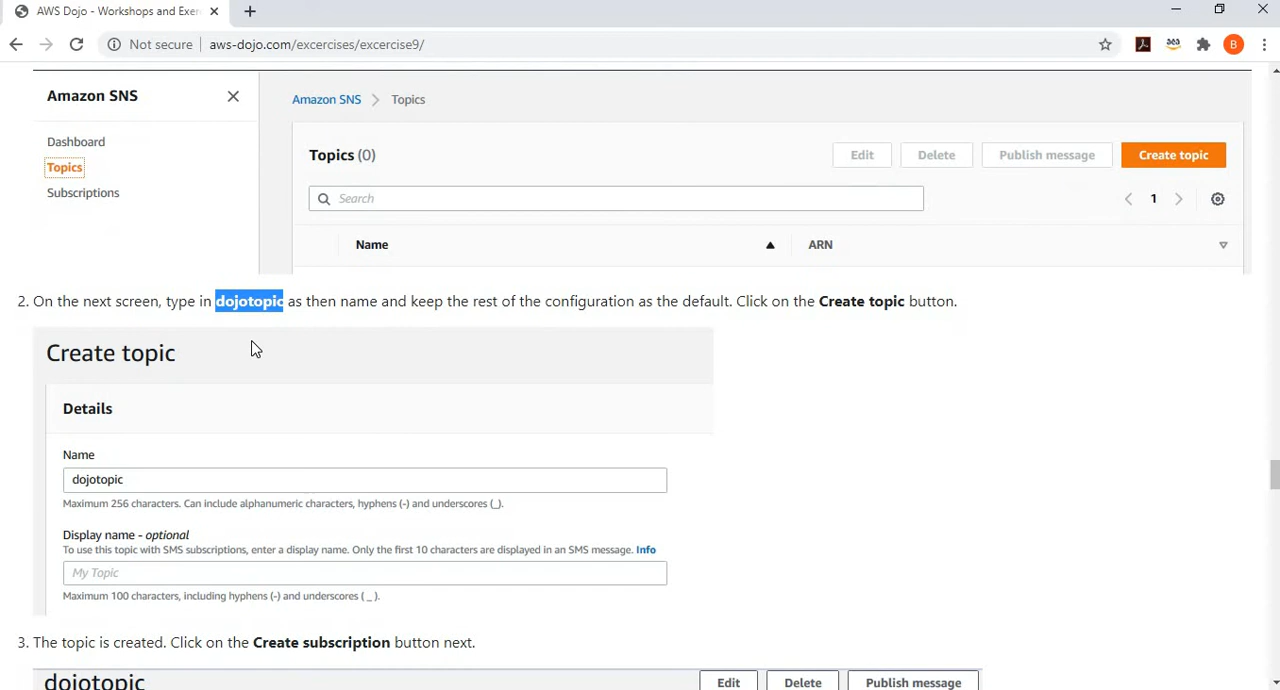 AWS Dojo - Workshops and Exer
Not secure
aws-dojo.com/excercises/excercise9/
B
Amazon SNS
Amazon SNS > Topics
Dashboard
Topics
Subscriptions
Topics (0)
Edit
Delete
Publish message
Create topic
Search
1
Name
ARN
2. On the next screen, type in dojotopic as then name and keep the rest of the configuration as the default. Click on the Create topic button.
Create topic
Details
Name
dojotopic
Maximum 256 characters. Can include alphanumeric characters, hyphens (-) and underscores (_).
Display name - optional
To use this topic with SMS subscriptions, enter a display name. Only the first 10 characters are displayed in an SMS message. Info
My Topic
Maximum 100 characters, including hyphens (-) and underscores ( _ ).
3. The topic is created. Click on the Create subscription button next.
dojotopic
Edit
Delete
Publish message